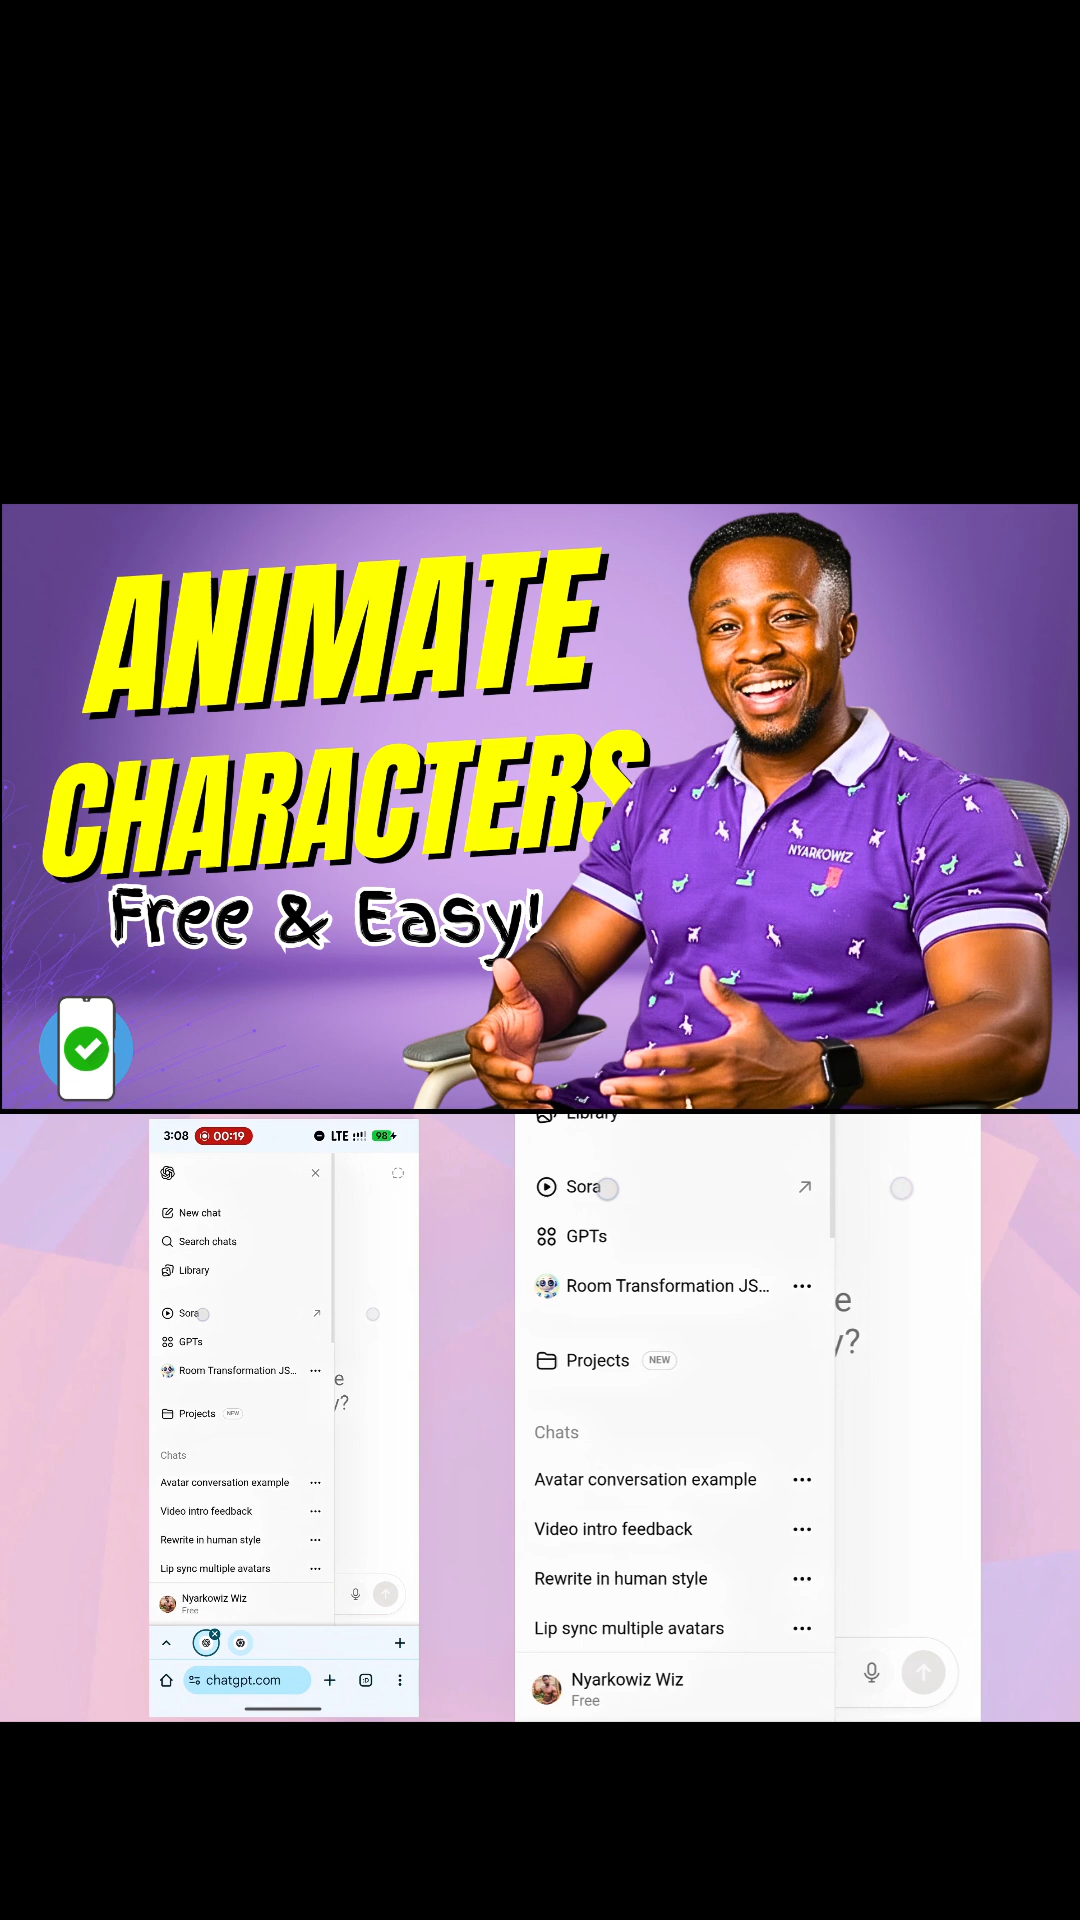 ANIMATE
CHARACTERS
Free & Easy!
NYARKOWIZ
3:08
00:19
LTE
98
New chat
Search chats
Library
Sora
GPTs
Room Transformation JS...
Projects NEW
e
y?
Chats
Avatar conversation example
Video intro feedback
Rewrite in human style
Lip sync multiple avatars
Nyarkowiz Wiz
Free
chatgpt.com
:D
Library
Sora
GPTs
Room Transformation JS...
Projects NEW
e
y?
Chats
Avatar conversation example
Video intro feedback
Rewrite in human style
Lip sync multiple avatars
Nyarkowiz Wiz
Free